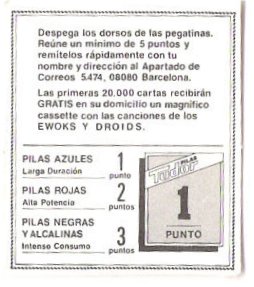 Despega los dorsos de las pegatinas.
Reúne un mínimo de 5 puntos y
remítelos rápidamente con tu
nombre y dirección al Apartado de
Correos 5.474, 08080 Barcelona.
Las primeras 20.000 cartas recibirán
GRATIS en su domicilio un magnífico
cassette con las canciones de los
EWOKS Y DROIDS.
PILAS AZULES
Larga Duración
1
punto
PILAS ROJAS
Alta Potencia
2
puntos
PILAS NEGRAS
Y ALCALINAS
Intenso Consumo
3
puntos
PILAS
Tudor
1
PUNTO